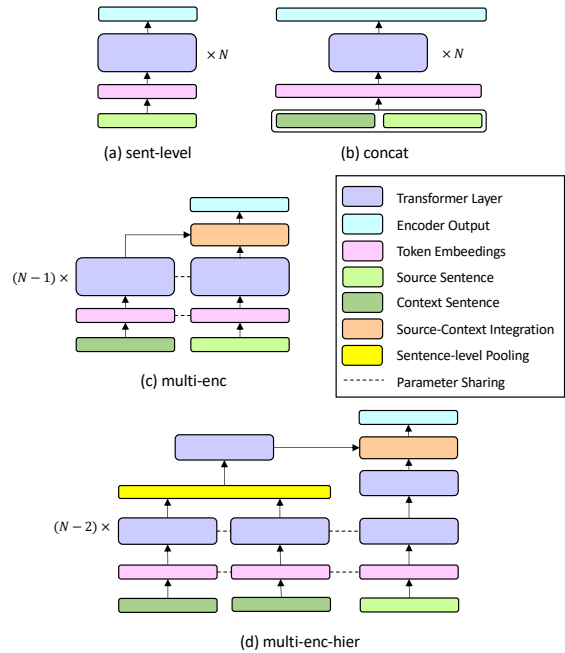 × N
× N
(a) sent-level
(b) concat
Transformer Layer
Encoder Output
Token Embeedings
Source Sentence
Context Sentence
Source-Context Integration
Sentence-level Pooling
Parameter Sharing
(N − 1) ×
(c) multi-enc
(N − 2) ×
(d) multi-enc-hier